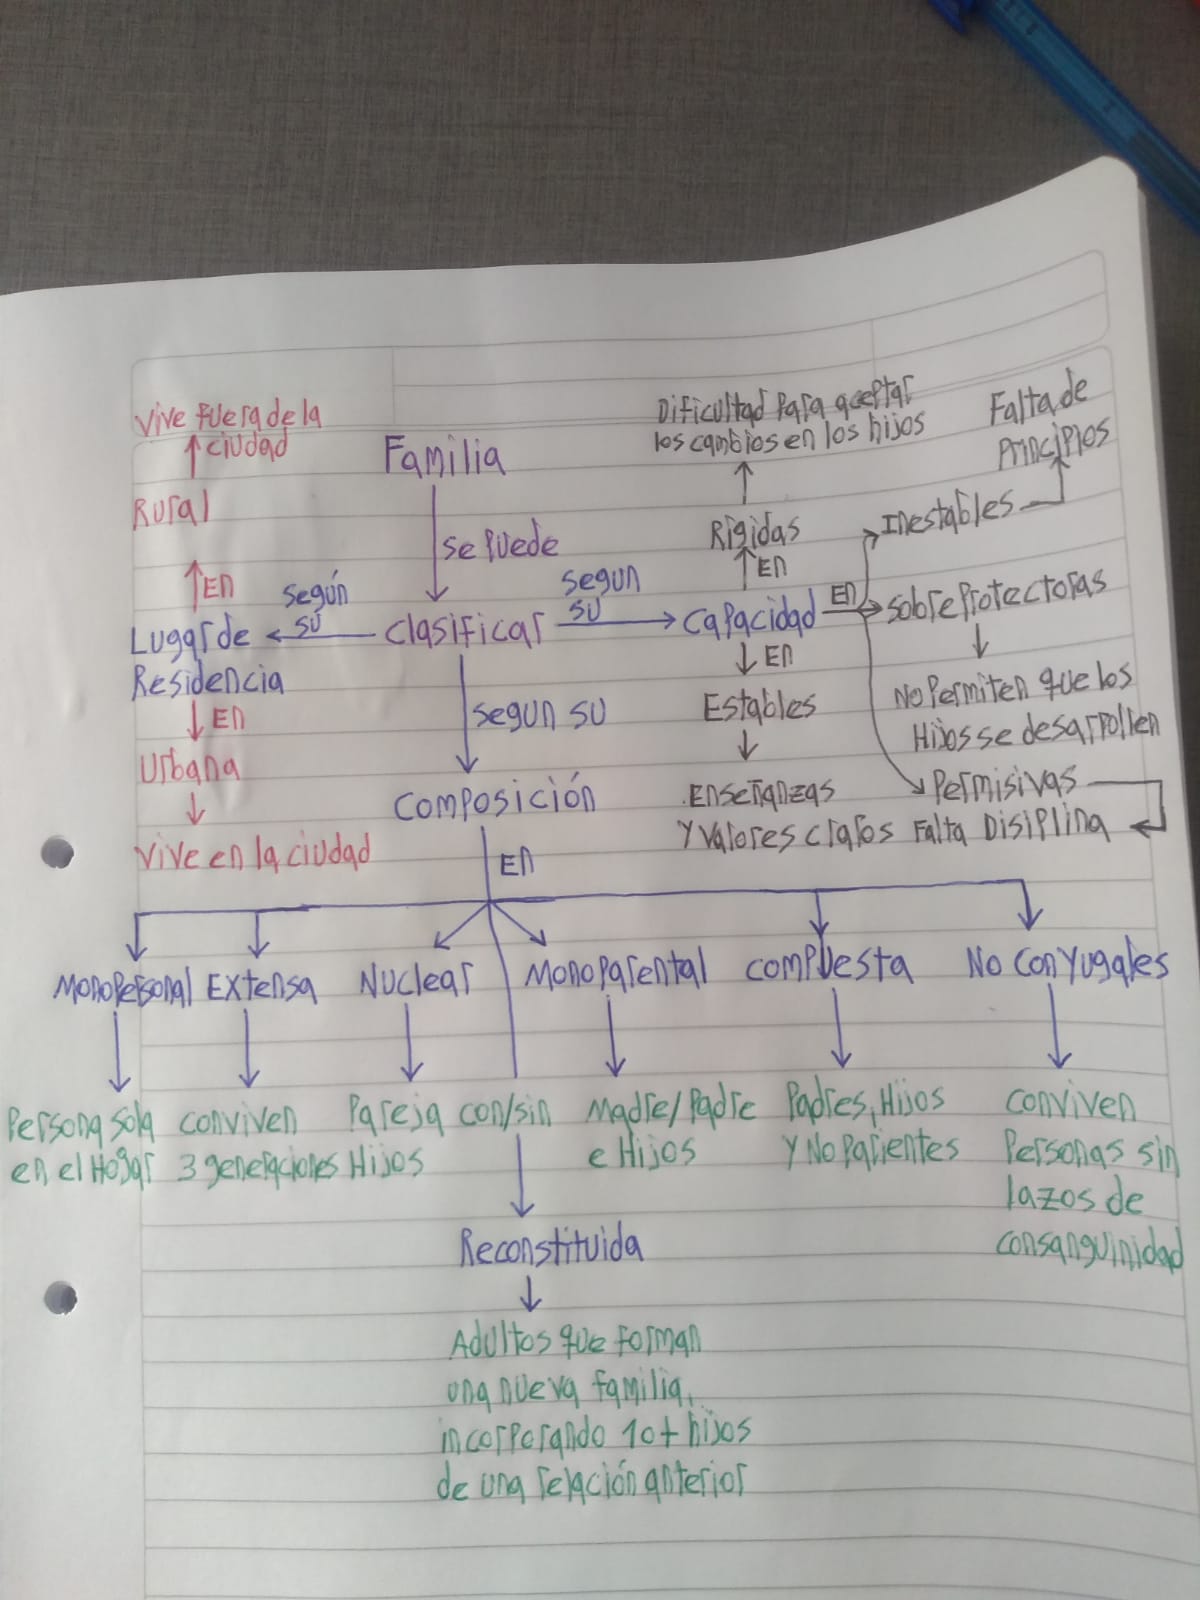 Vive fuera de la
ciudad
Rural
En
Lugar de
Residencia
En
Urbana
Vive en la ciudad
según
su
Familia
se puede
clasificar
segun
su
segun su
composición
En
capacidad
En
Rigidas
Dificultad para aceptar
los cambios en los hijos
En
Estables
Enseñanzas
y valores claros
En
Inestables
Falta de
Principios
sobreprotectoras
No permiten que los
Hijos se desarrollen
Permisivas
Falta Disiplina
Monopersonal
Persona sola
en el Hogar
Extensa
conviven
3 generaciones
Nuclear
Pareja con/sin
Hijos
Monoparental
Madre/Padre
e Hijos
compuesta
Padres, Hijos
y No parientes
No conyugales
conviven
Personas sin
lazos de
consanguinidad
Reconstituida
Adultos que forman
una nueva familia,
incorporando 1 o + hijos
de una relación anterior